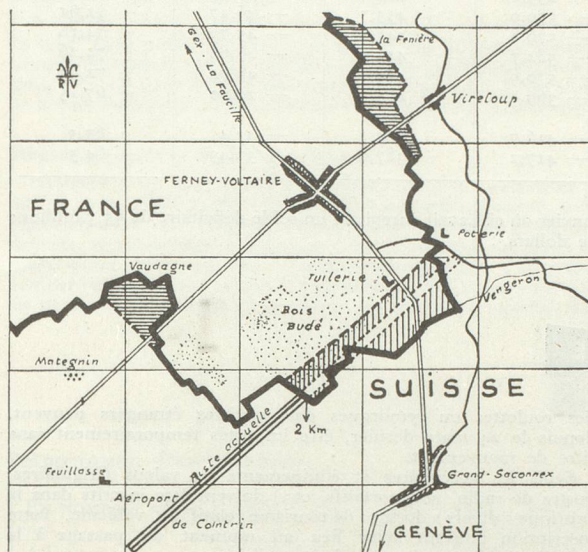 Gex - La Faucille
la Fenière
Vireloup
FERNEY-VOLTAIRE
FRANCE
Poterie
Vaudagne
Tuilerie
Vengeron
Bois
Budé
Mategnin
SUiSSE
Piste actuelle
2 Km
Feuillasse
Grand-Saconnex
Aéroport
de Cointrin
GENÈVE